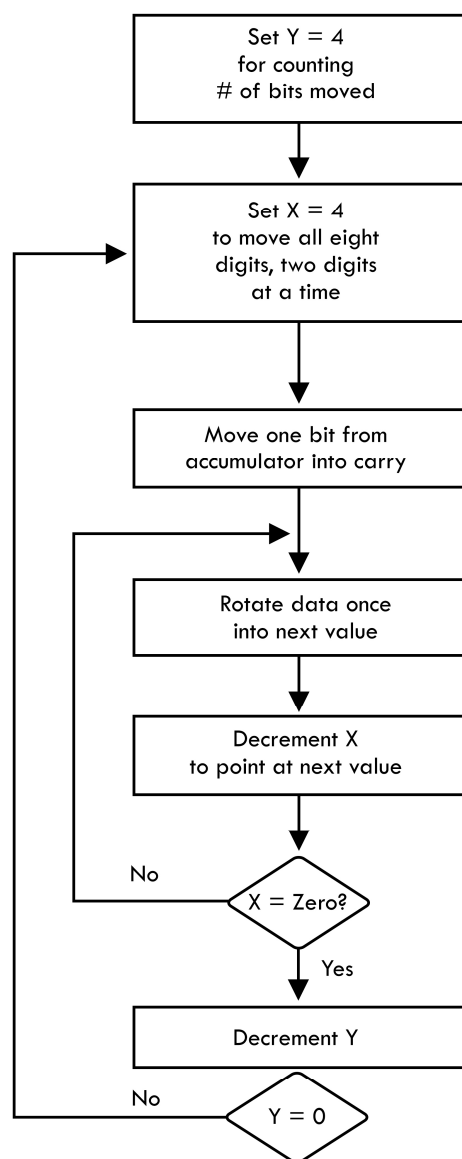 Set Y = 4
for counting
# of bits moved
Set X = 4
to move all eight
digits, two digits
at a time
Move one bit from
accumulator into carry
Rotate data once
into next value
Decrement X
to point at next value
No
X = Zero?
Yes
Decrement Y
No
Y = 0